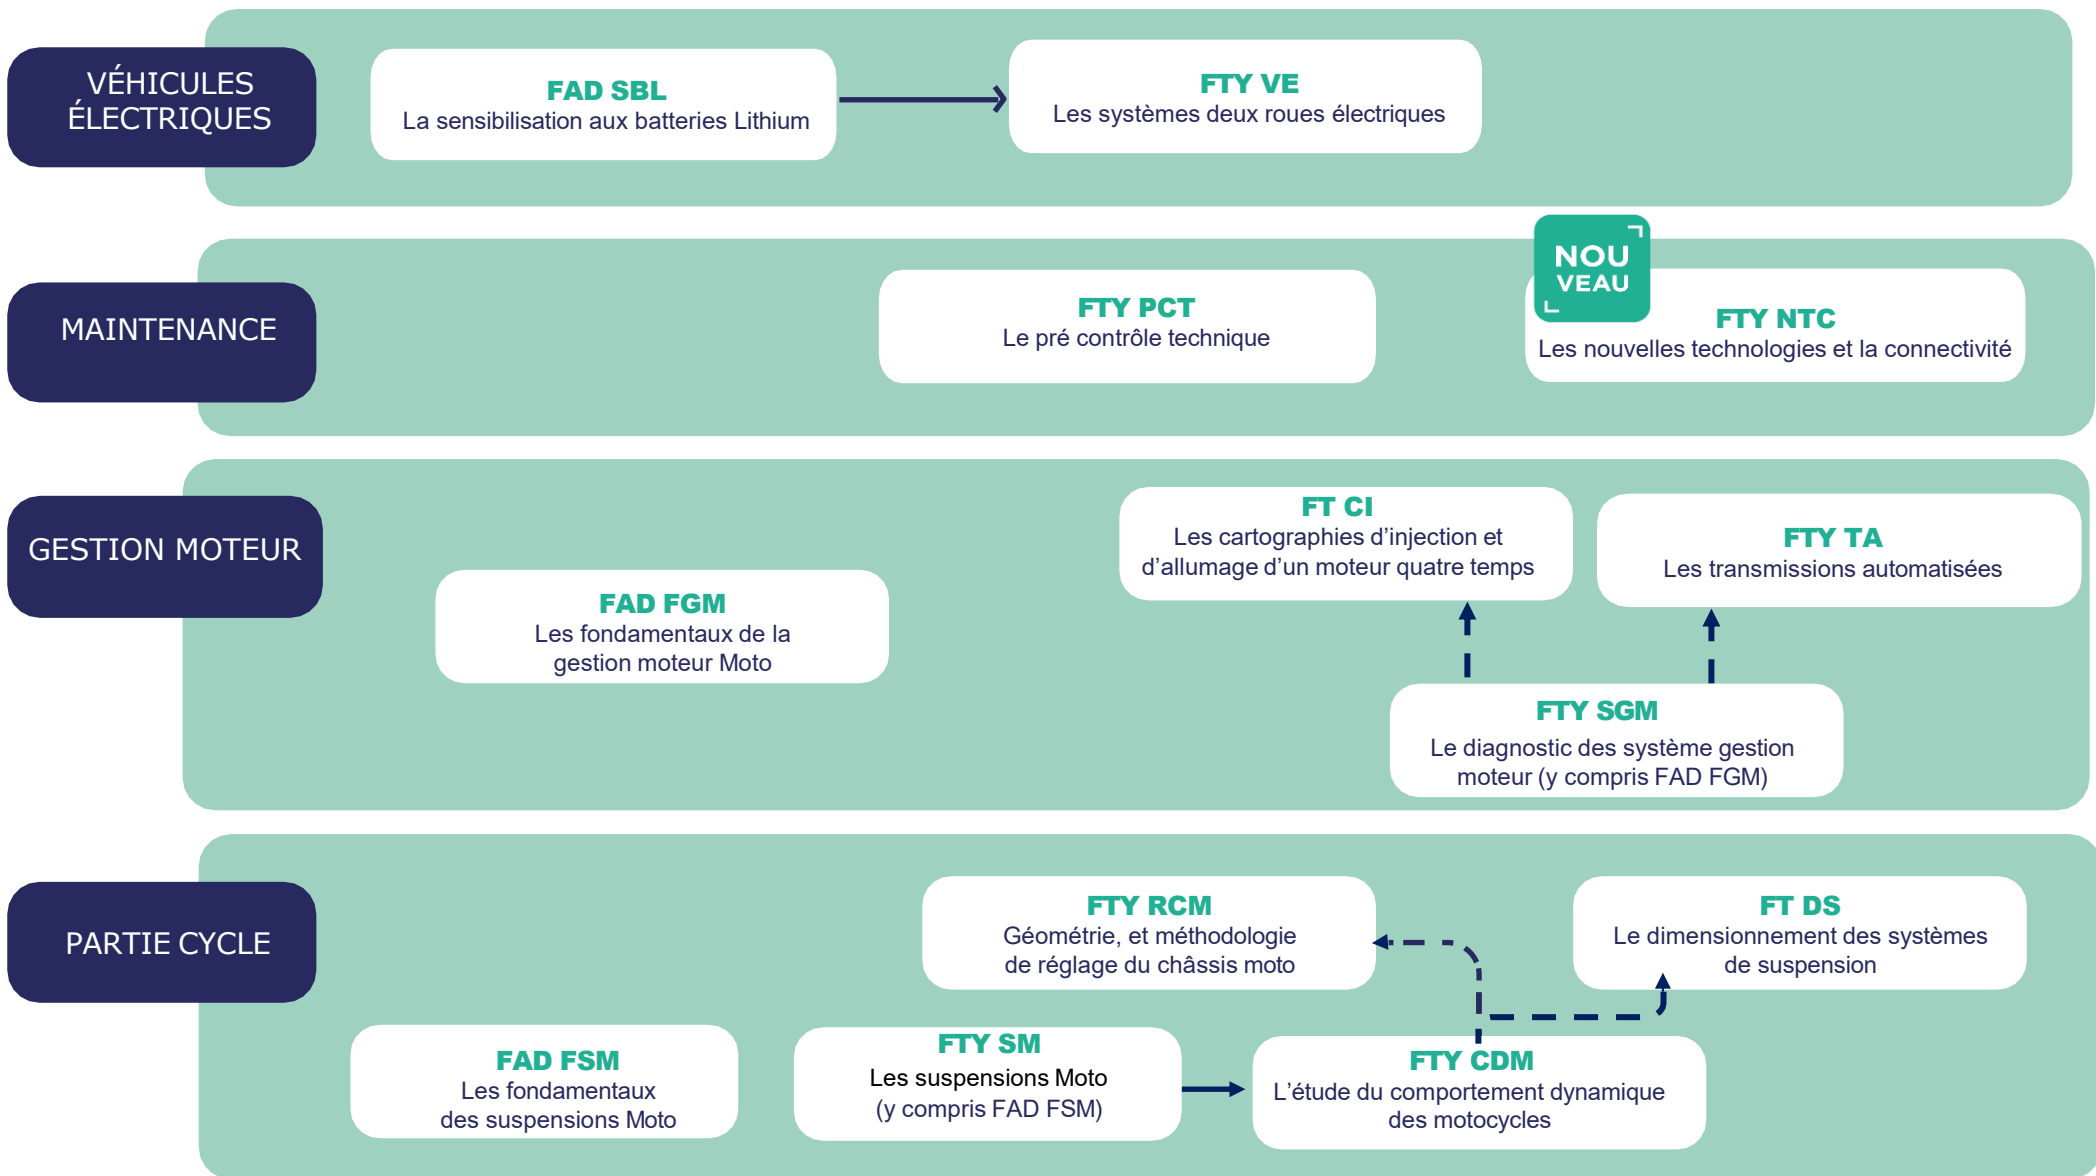 VÉHICULES
ÉLECTRIQUES
FAD SBL
La sensibilisation aux batteries Lithium
FTY VE
Les systèmes deux roues électriques
MAINTENANCE
FTY PCT
Le pré contrôle technique
NOU
VEAU
FTY NTC
Les nouvelles technologies et la connectivité
GESTION MOTEUR
FAD FGM
Les fondamentaux de la
gestion moteur Moto
FT CI
Les cartographies d’injection et
d’allumage d’un moteur quatre temps
FTY TA
Les transmissions automatisées
FTY SGM
Le diagnostic des système gestion
moteur (y compris FAD FGM)
PARTIE CYCLE
FTY RCM
Géométrie, et méthodologie
de réglage du châssis moto
FT DS
Le dimensionnement des systèmes
de suspension
FAD FSM
Les fondamentaux
des suspensions Moto
FTY SM
Les suspensions Moto
(y compris FAD FSM)
FTY CDM
L’étude du comportement dynamique
des motocycles